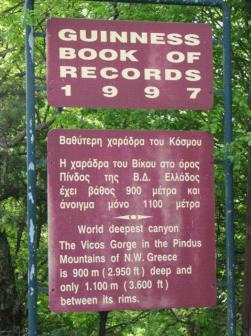 GUINNESS
BOOK OF
RECORDS
1997
Βαθύτερη χαράδρα του Κόσμου
Η χαράδρα του Βίκου στο όρος
Πίνδος της Β.Δ. Ελλάδος
έχει βάθος 900 μέτρα και
άνοιγμα μόνο 1100 μέτρα
World deepest canyon
The Vicos Gorge in the Pindus
Mountains of N.W. Greece
is 900 m (2.950 ft) deep and
only 1.100 m (3.600 ft)
between its rims.